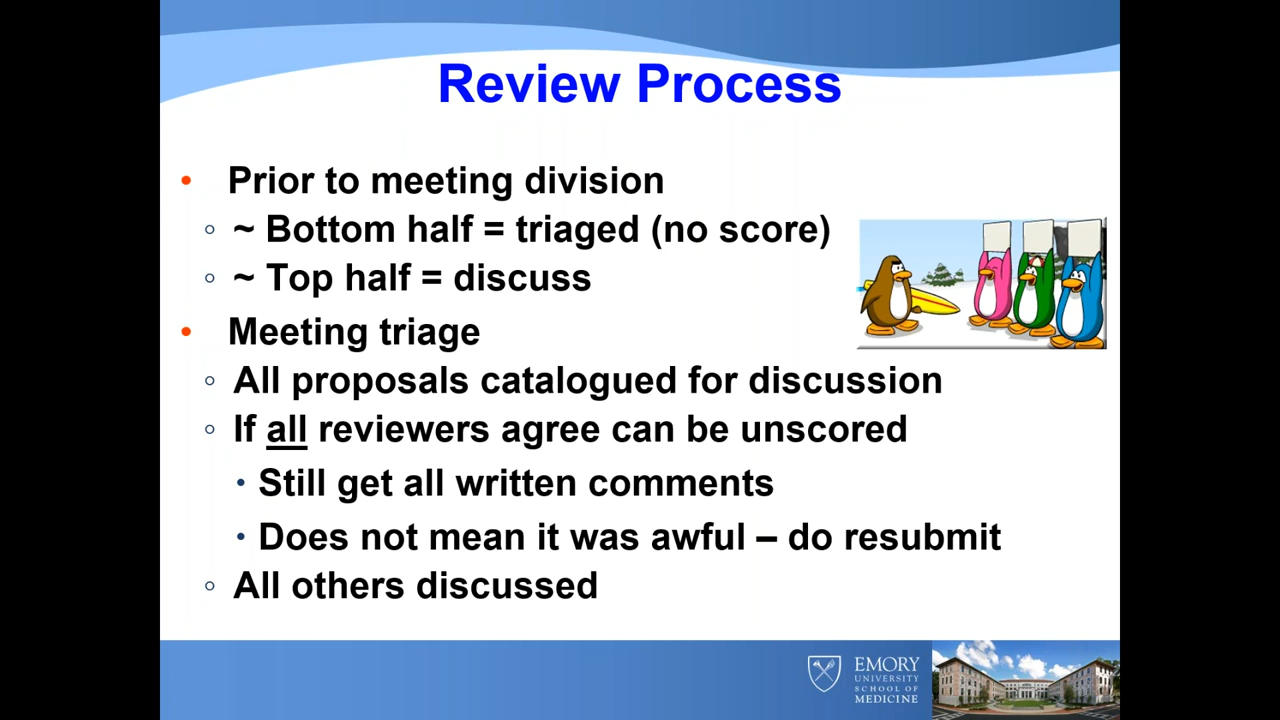 Review Process
• Prior to meeting division
◦ ~ Bottom half = triaged (no score)
◦ ~ Top half = discuss
• Meeting triage
◦ All proposals catalogued for discussion
◦ If all reviewers agree can be unscored
▪ Still get all written comments
▪ Does not mean it was awful – do resubmit
◦ All others discussed
EMORY
UNIVERSITY
SCHOOL OF
MEDICINE